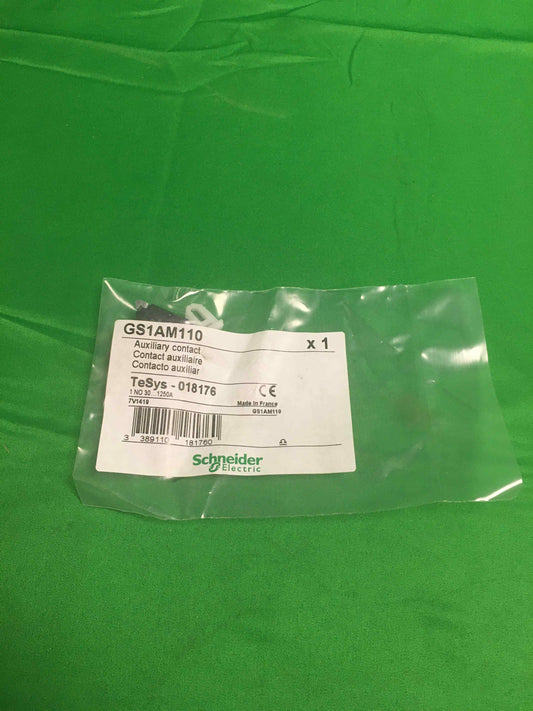 GS1AM110 x 1
Auxiliary contact
Contact auxiliaire
Contacto auxiliar
TeSys - 018176 CE
1 NO 30...1250A Made In France
7V1419 GS1AM110
3 389110 181760
Schneider
Electric